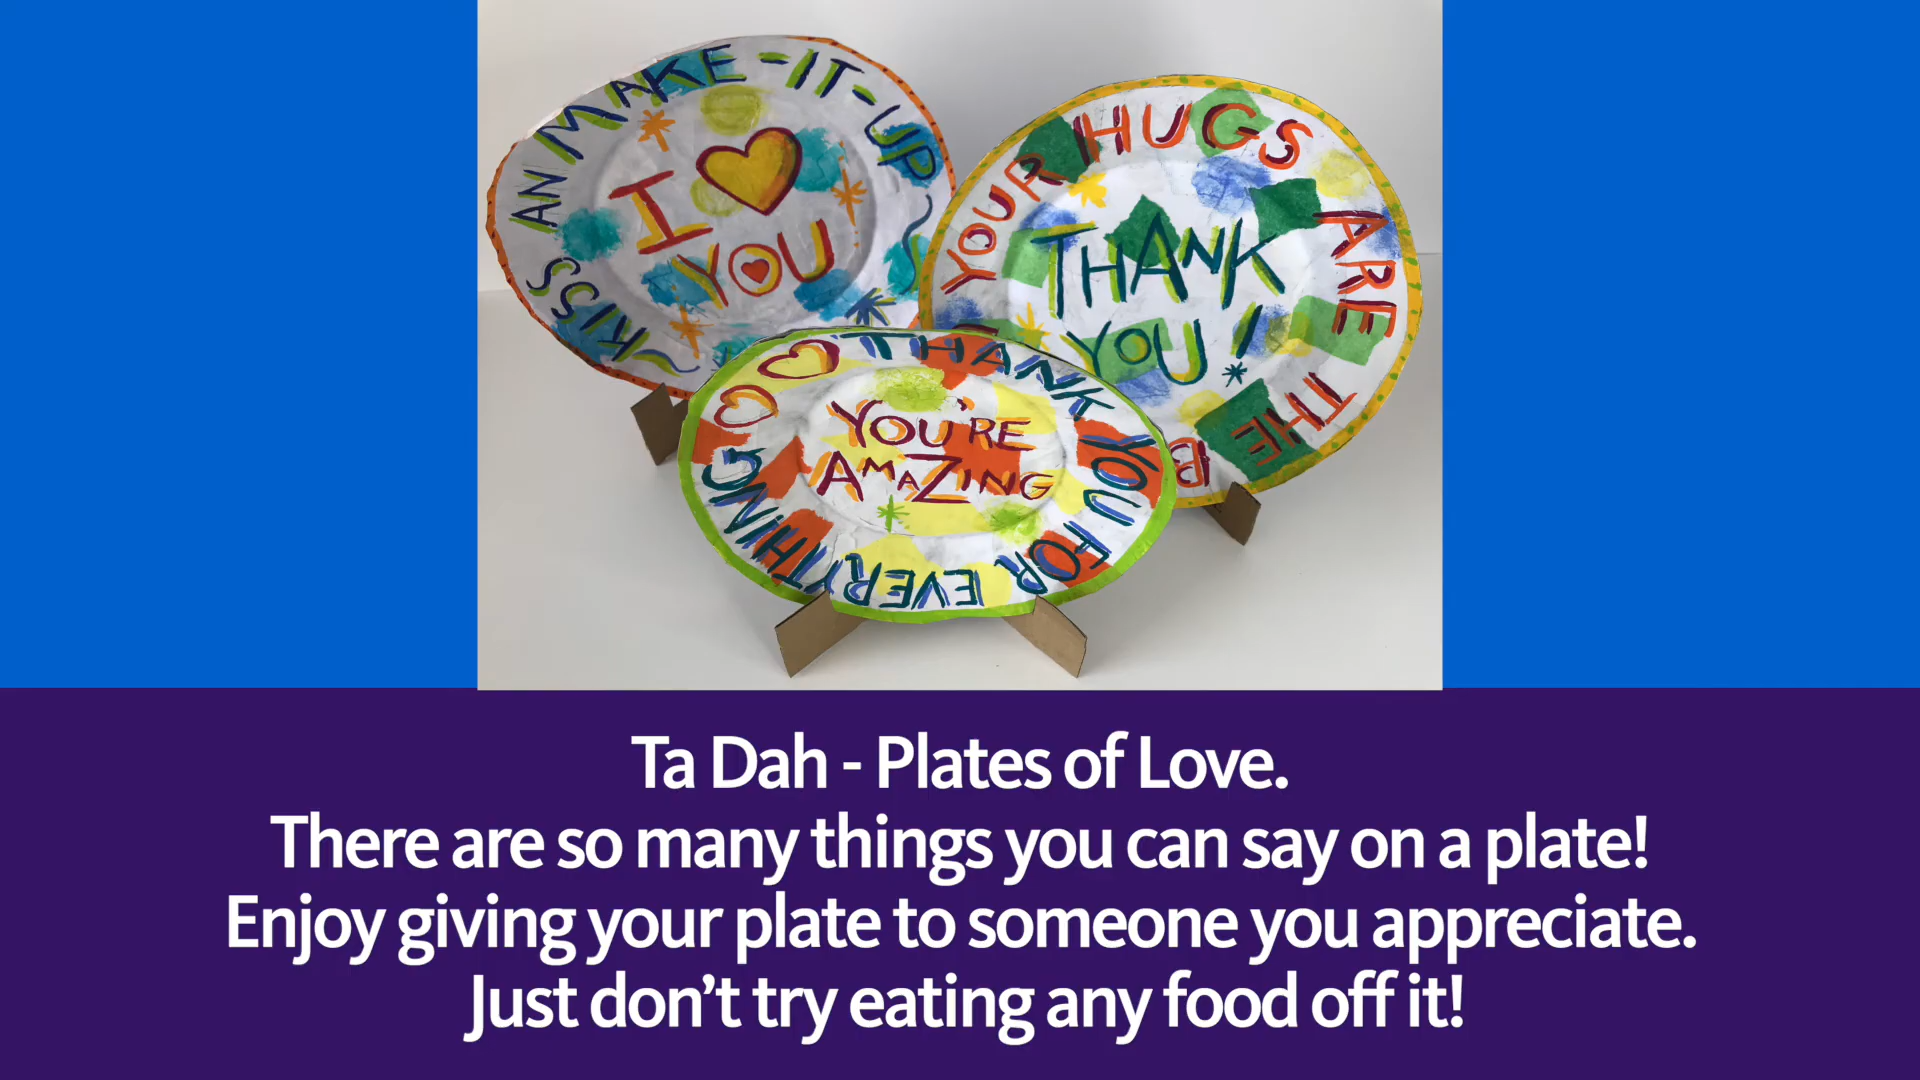 KISS AN MAKE-IT-UP
I
YOU
YOUR HUGS ARE THE B
THANK
YOU!
THANK YOU FOR EVERYTHING
YOU'RE
AMAZING
Ta Dah - Plates of Love.
There are so many things you can say on a plate!
Enjoy giving your plate to someone you appreciate.
Just don’t try eating any food off it!